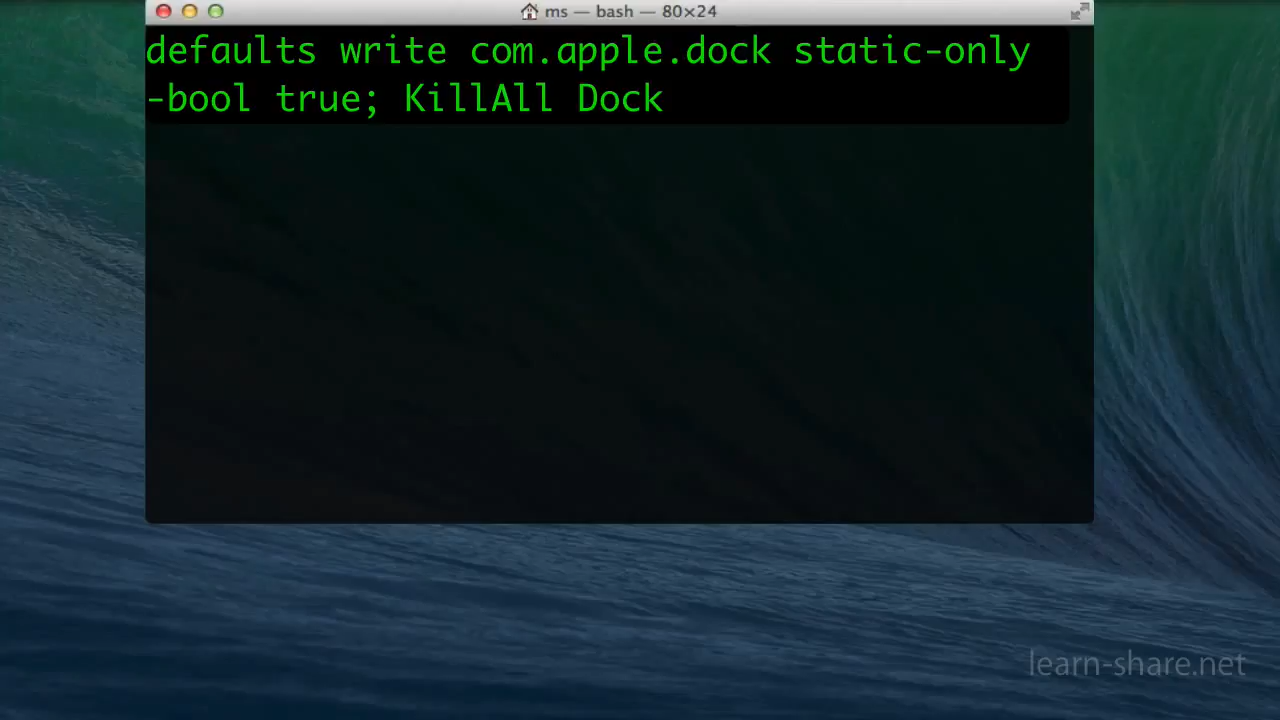 ms — bash — 80×24
defaults write com.apple.dock static-only
-bool true; KillAll Dock
learn-share.net